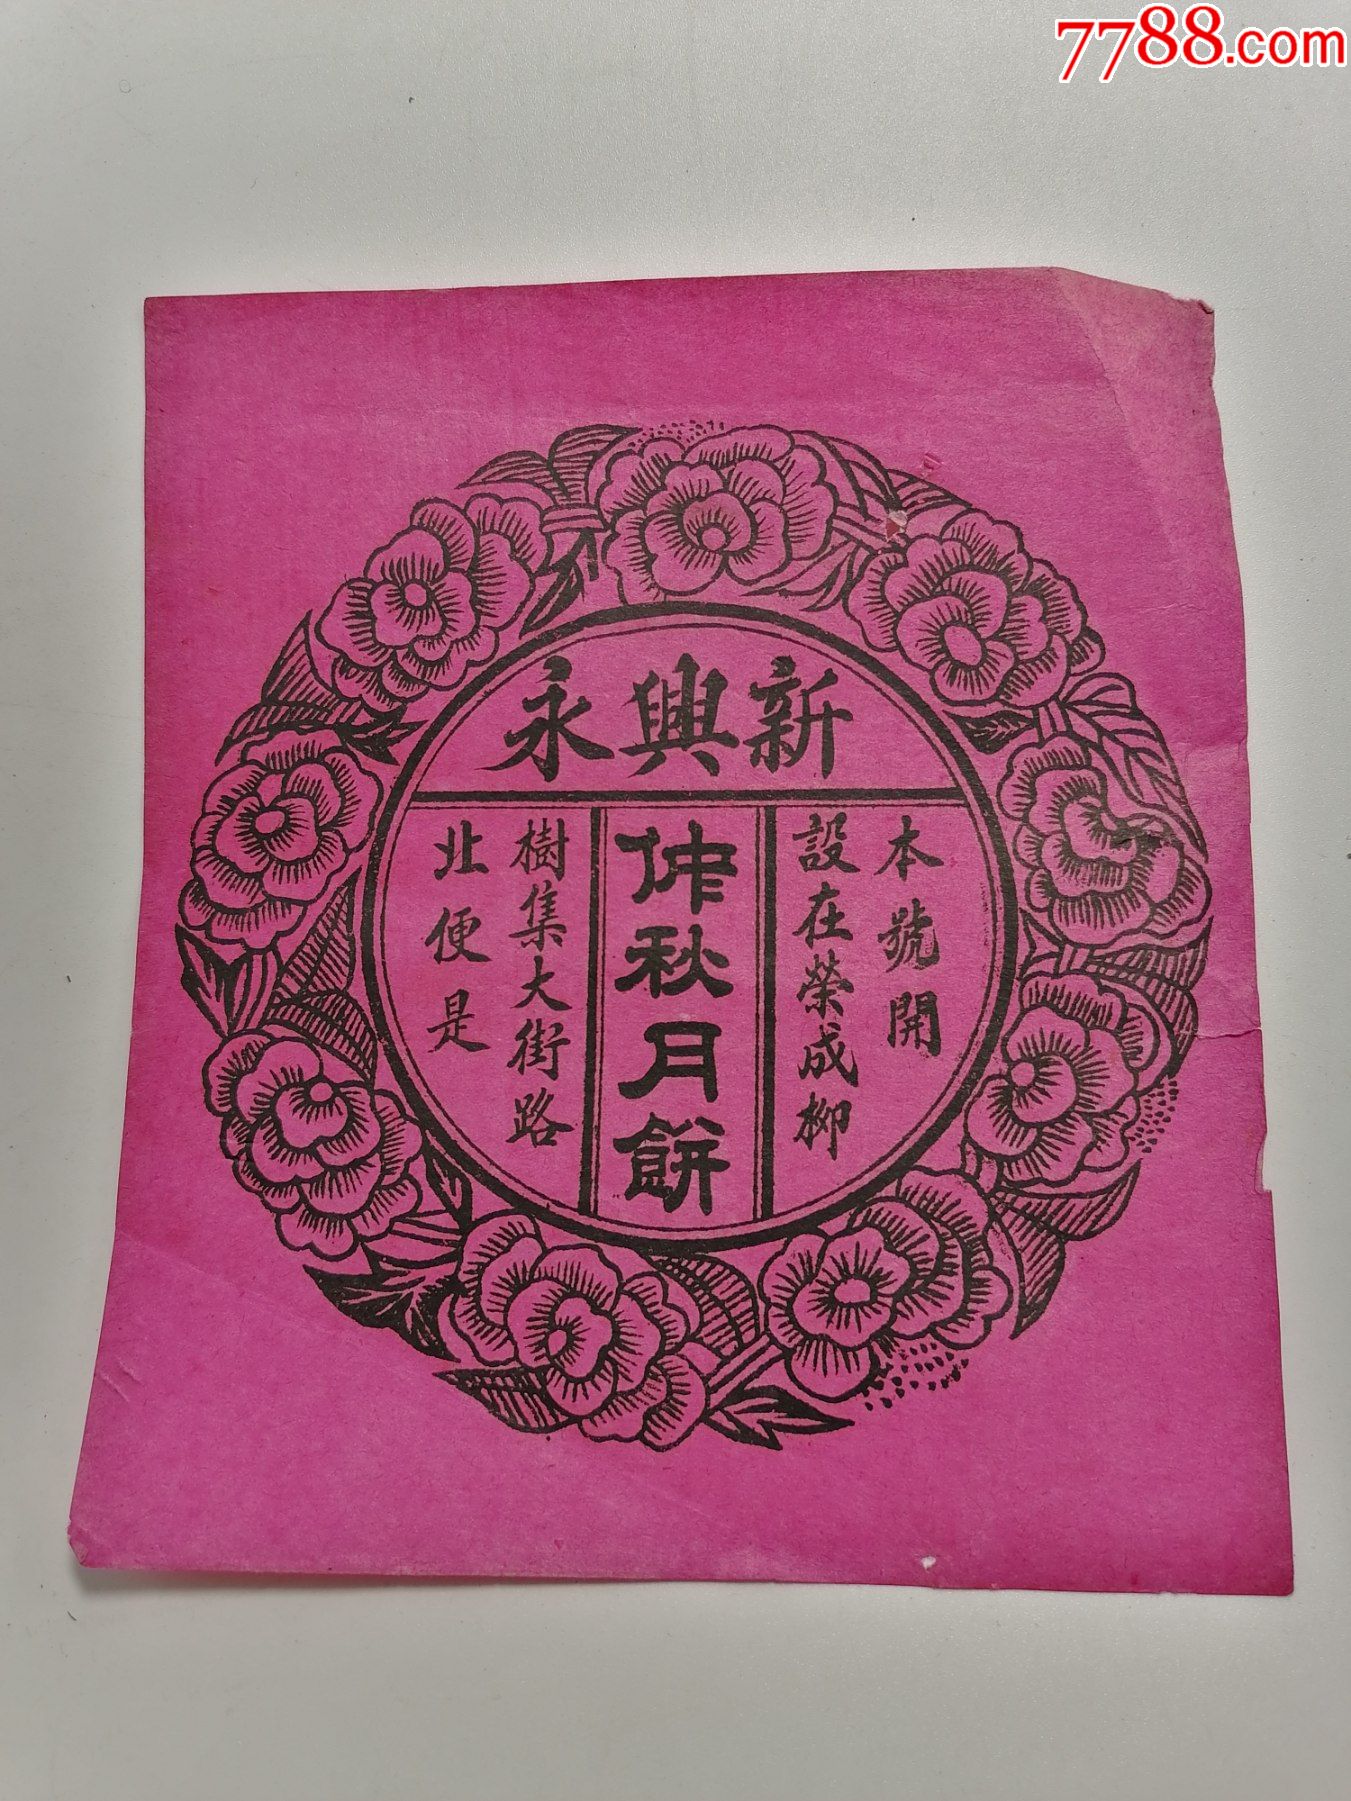 7788.com
新興永
本號開
設在榮成柳
仲秋月餅
樹集大街路
北便是